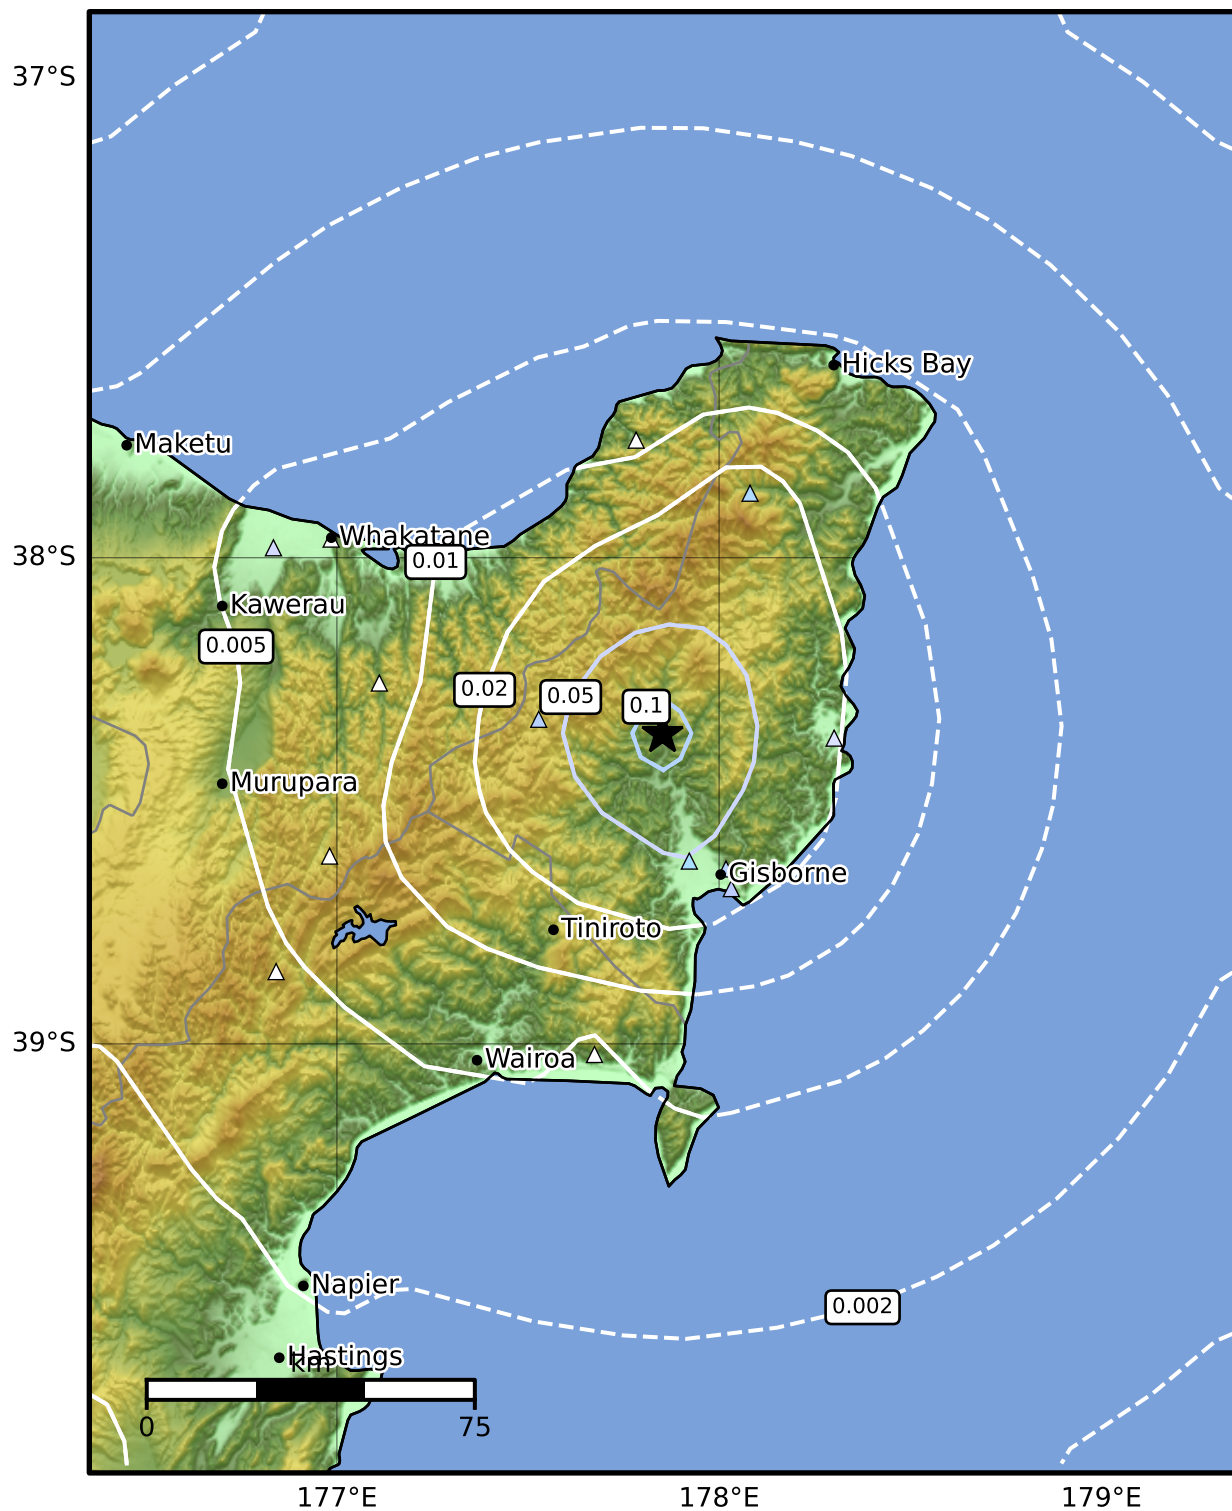 37°S
Hicks Bay
Maketu
Whakatane
38°S
0.01
Kawerau
0.005
0.02
0.05
0.1
Murupara
Gisborne
Tiniroto
39°S
Wairoa
Napier
0.002
Hastings
km
0
75
177°E
178°E
179°E